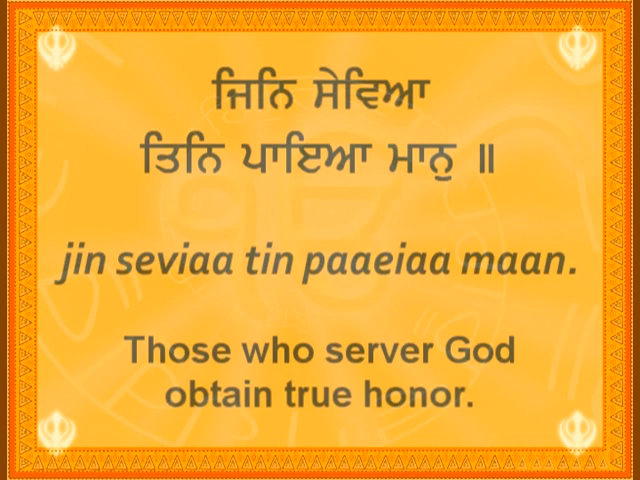 ਜਿਨਿ ਸੇਵਿਆ
ਤਿਨਿ ਪਾਇਆ ਮਾਨੁ ॥
jin seviaa tin paaeiaa maan.
Those who server God
obtain true honor.